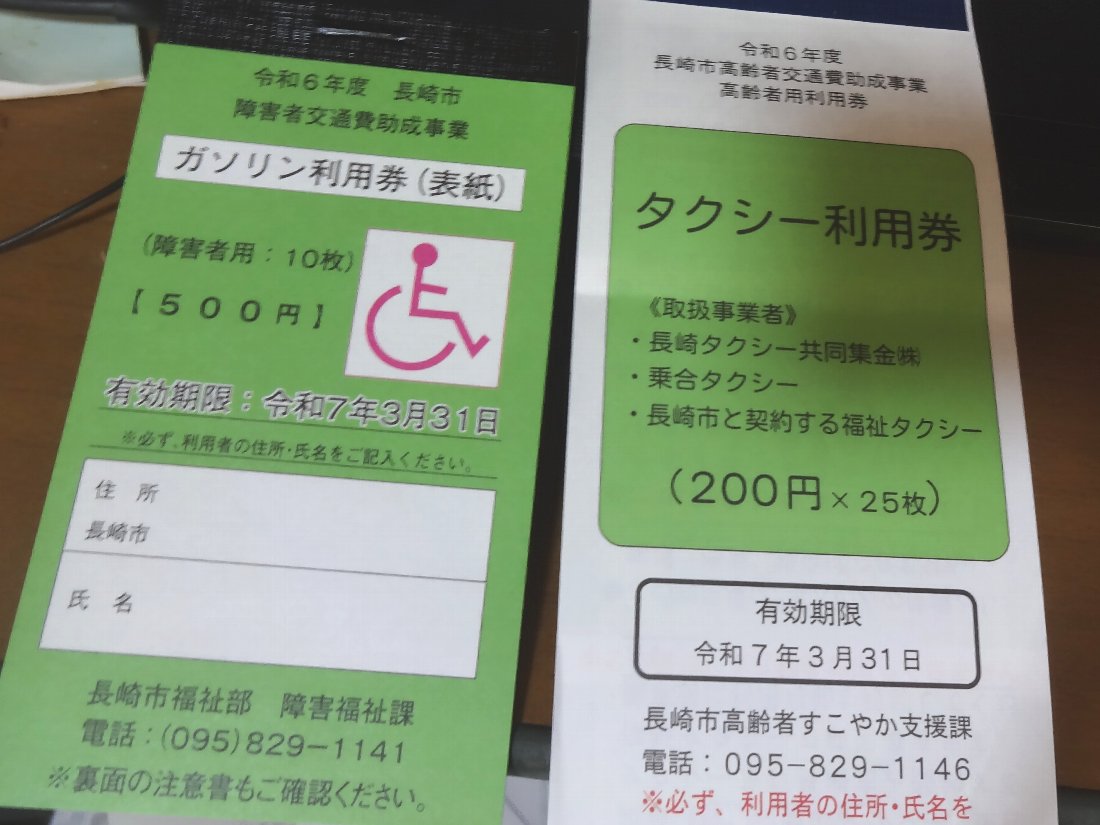 令和６年度　長崎市
障害者交通費助成事業
ガソリン利用券（表紙）
（障害者用：１０枚）
【５００円】
有効期限：令和7年3月31日
※必ず、利用者の住所・氏名をご記入ください。
住　所
長崎市
氏　名
長崎市福祉部　障害福祉課
電話：（095）829－1141
※裏面の注意書もご確認ください。
令和６年度
長崎市高齢者交通費助成事業
高齢者用利用券
タクシー利用券
《取扱事業者》
・長崎タクシー共同集金㈱
・乗合タクシー
・長崎市と契約する福祉タクシー
（200円×25枚）
有効期限
令和７年３月31日
長崎市高齢者すこやか支援課
電話：095－829－1146
※必ず、利用者の住所・氏名を